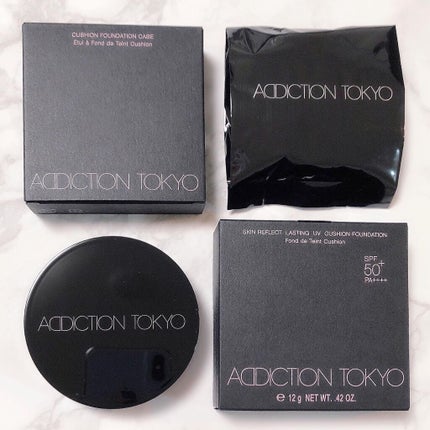 CUSHION FOUNDATION CASE
Etui à Fond de Teint Cushion
ADDICTION TOKYO
ADDICTION TOKYO
ADDICTION TOKYO
SKIN REFLECT LASTING UV CUSHION FOUNDATION
Fond de Teint Cushion
SPF
50+
PA++++
ADDICTION TOKYO
e 12 g NET WT. .42 OZ.